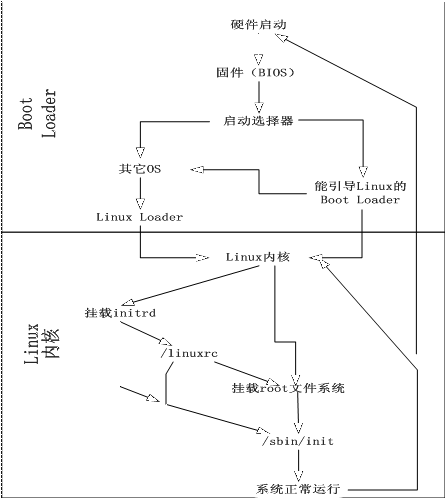 硬件启动
固件（BIOS）
启动选择器
Boot
Loader
其它OS
能引导Linux的
Boot Loader
Linux Loader
Linux内核
挂载initrd
Linux
内核
/linuxrc
挂载root文件系统
/sbin/init
系统正常运行